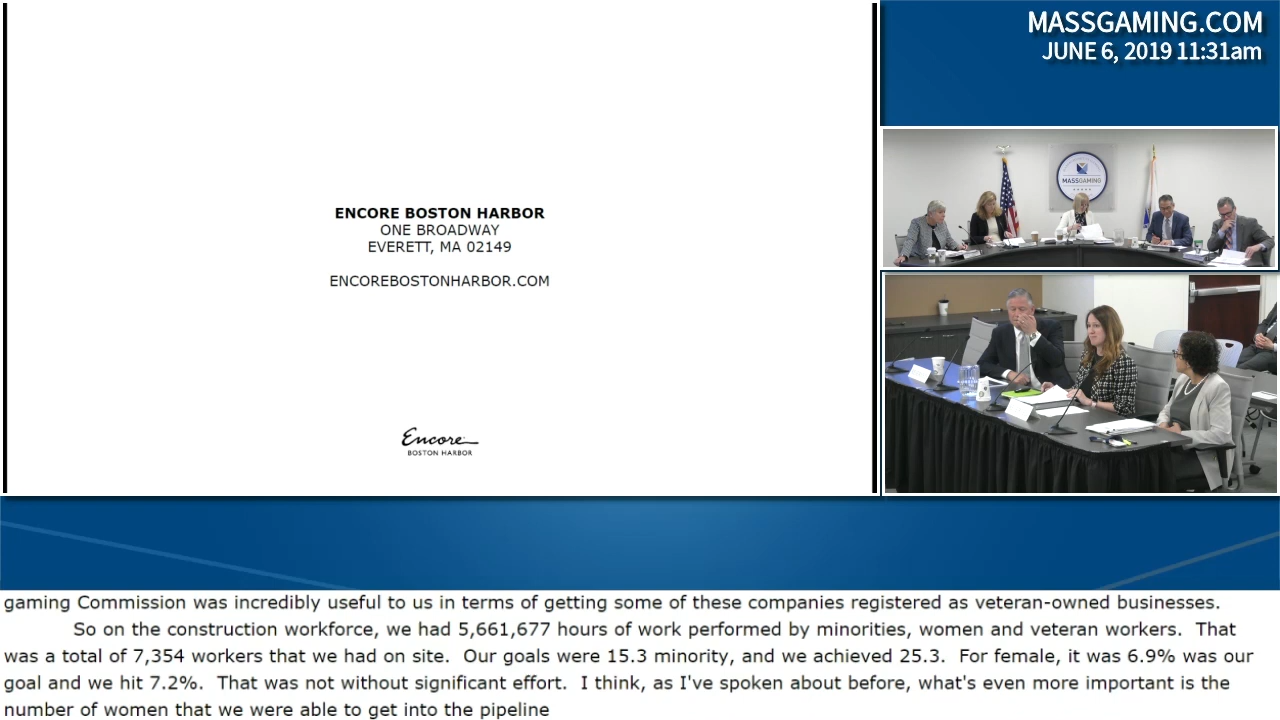 MASSGAMING.COM
JUNE 6, 2019 11:31am
ENCORE BOSTON HARBOR
ONE BROADWAY
EVERETT, MA 02149
ENCOREBOSTONHARBOR.COM
Encore
BOSTON HARBOR
MASSGAMING
gaming Commission was incredibly useful to us in terms of getting some of these companies registered as veteran-owned businesses.
So on the construction workforce, we had 5,661,677 hours of work performed by minorities, women and veteran workers. That
was a total of 7,354 workers that we had on site. Our goals were 15.3 minority, and we achieved 25.3. For female, it was 6.9% was our
goal and we hit 7.2%. That was not without significant effort. I think, as I've spoken about before, what's even more important is the
number of women that we were able to get into the pipeline